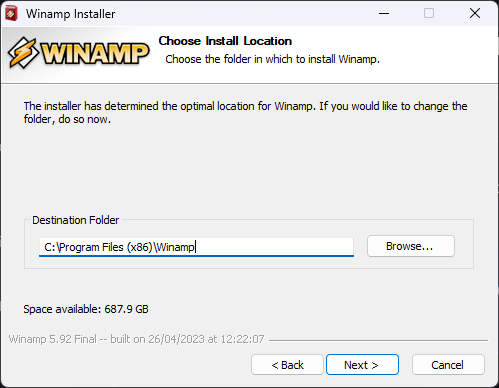 Winamp Installer
WINAMP
Choose Install Location
Choose the folder in which to install Winamp.
The installer has determined the optimal location for Winamp. If you would like to change the
folder, do so now.
Destination Folder
C:\Program Files (x86)\Winamp
Browse...
Space available: 687.9 GB
Winamp 5.92 Final -- built on 26/04/2023 at 12:22:07
< Back
Next >
Cancel